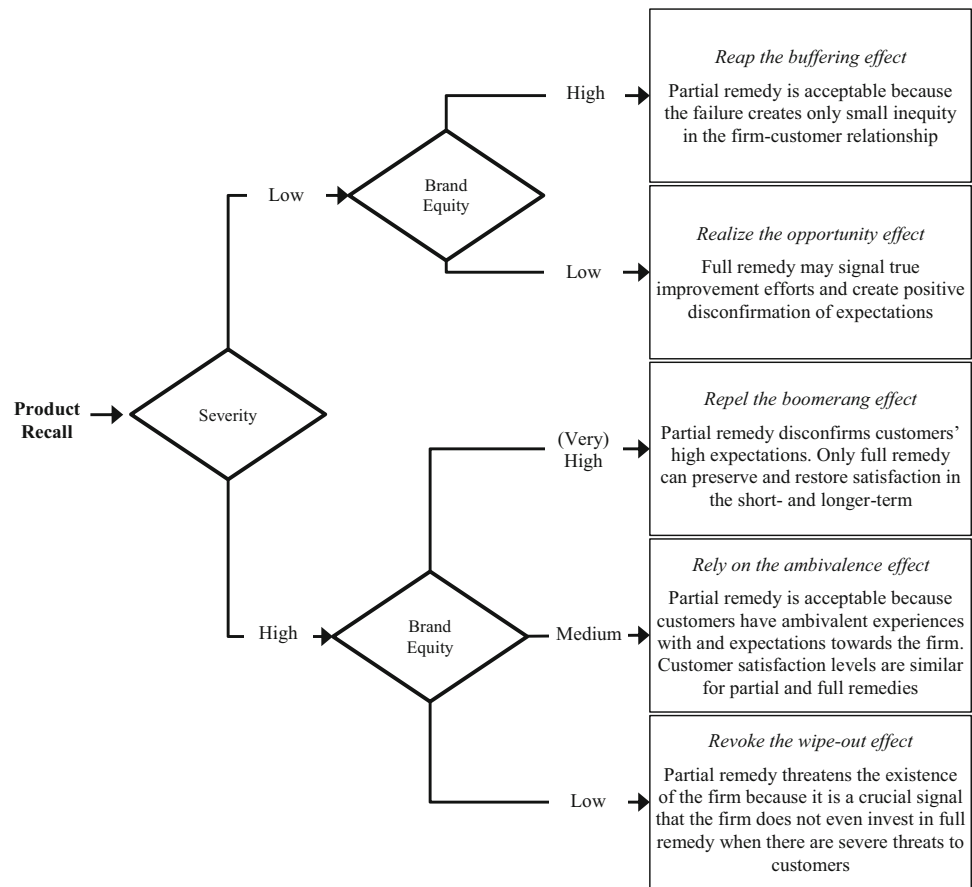 Product
Recall
Severity
Low
Brand
Equity
High
Reap the buffering effect
Partial remedy is acceptable because
the failure creates only small inequity
in the firm-customer relationship
Low
Realize the opportunity effect
Full remedy may signal true
improvement efforts and create positive
disconfirmation of expectations
High
Brand
Equity
(Very)
High
Repel the boomerang effect
Partial remedy disconfirms customers’
high expectations. Only full remedy
can preserve and restore satisfaction in
the short- and longer-term
Medium
Rely on the ambivalence effect
Partial remedy is acceptable because
customers have ambivalent experiences
with and expectations towards the firm.
Customer satisfaction levels are similar
for partial and full remedies
Low
Revoke the wipe-out effect
Partial remedy threatens the existence
of the firm because it is a crucial signal
that the firm does not even invest in full
remedy when there are severe threats to
customers